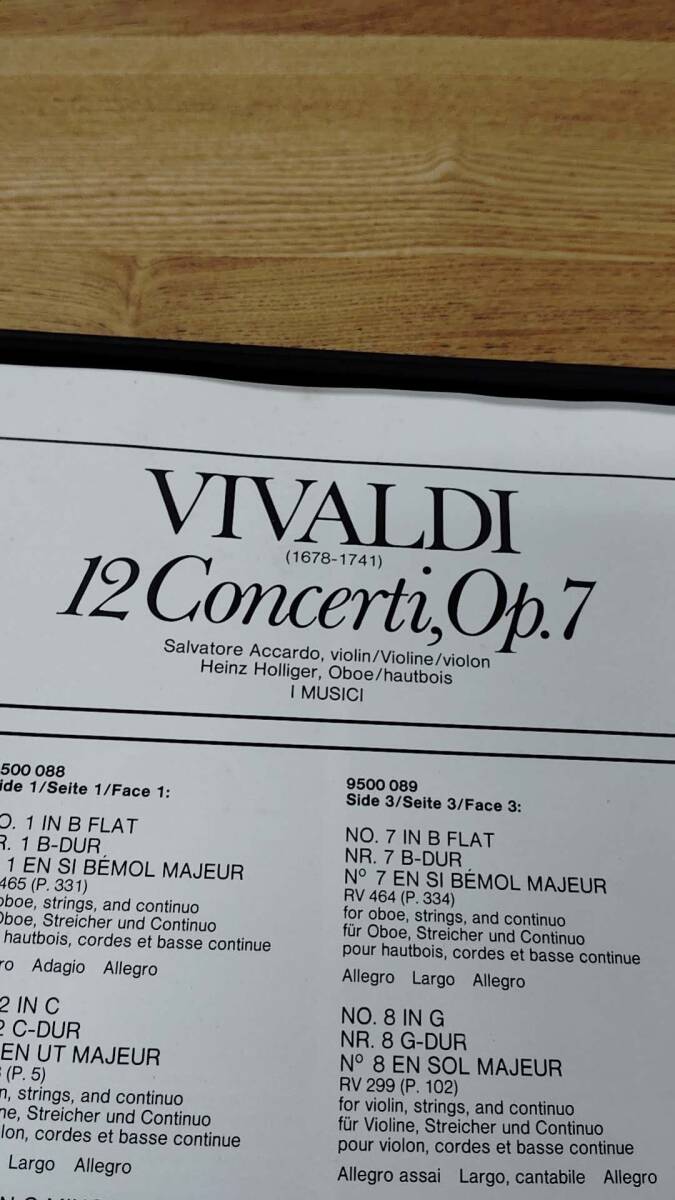 VIVALDI
(1678-1741)
12 Concerti, Op.7
Salvatore Accardo, violin/Violine/violon
Heinz Holliger, Oboe/hautbois
I MUSICI
500 088
ide 1/Seite 1/Face 1:
O. 1 IN B FLAT
R. 1 B-DUR
1 EN SI BÉMOL MAJEUR
465 (P. 331)
oboe, strings, and continuo
Oboe, Streicher und Continuo
hautbois, cordes et basse continue
ro Adagio Allegro
2 IN C
2 C-DUR
EN UT MAJEUR
(P. 5)
n, strings, and continuo
ne, Streicher und Continuo
lon, cordes et basse continue
Largo Allegro
9500 089
Side 3/Seite 3/Face 3:
NO. 7 IN B FLAT
NR. 7 B-DUR
Nº 7 EN SI BÉMOL MAJEUR
RV 464 (P. 334)
for oboe, strings, and continuo
für Oboe, Streicher und Continuo
pour hautbois, cordes et basse continue
Allegro Largo Allegro
NO. 8 IN G
NR. 8 G-DUR
Nº 8 EN SOL MAJEUR
RV 299 (P. 102)
for violin, strings, and continuo
für Violine, Streicher und Continuo
pour violon, cordes et basse continue
Allegro assai Largo, cantabile Allegro